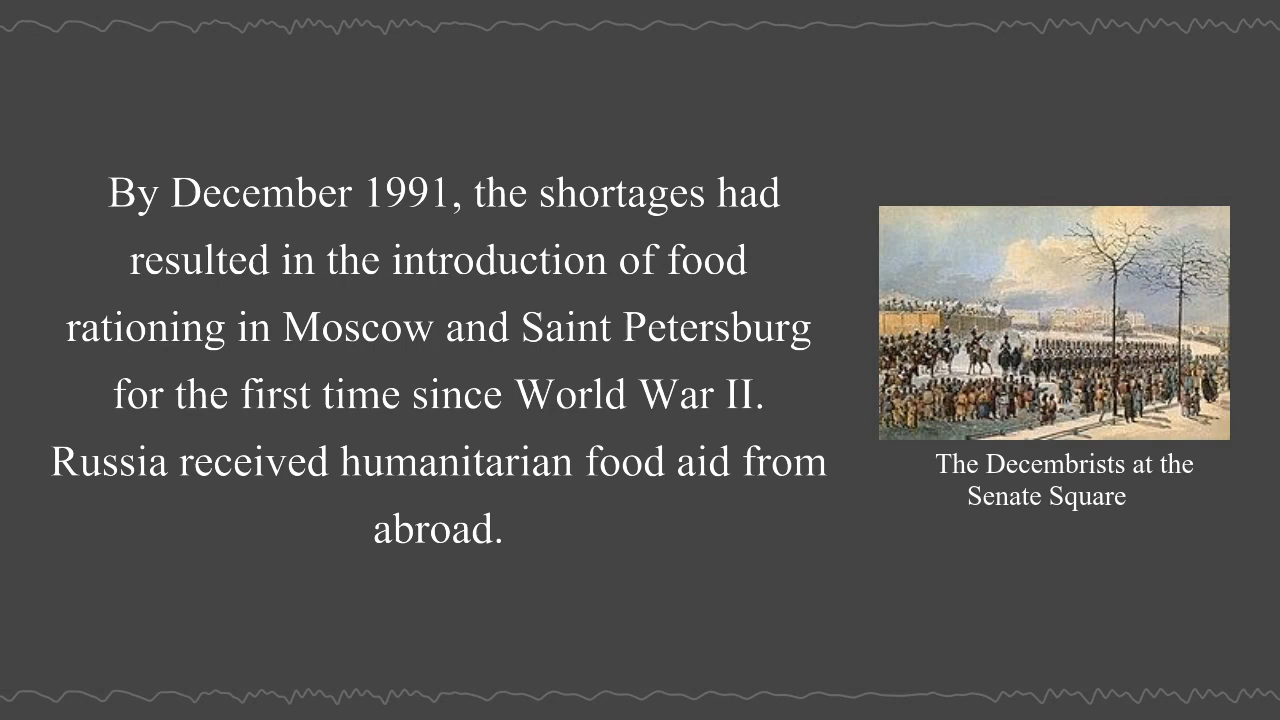 By December 1991, the shortages had
resulted in the introduction of food
rationing in Moscow and Saint Petersburg
for the first time since World War II.
Russia received humanitarian food aid from
abroad.
The Decembrists at the
Senate Square